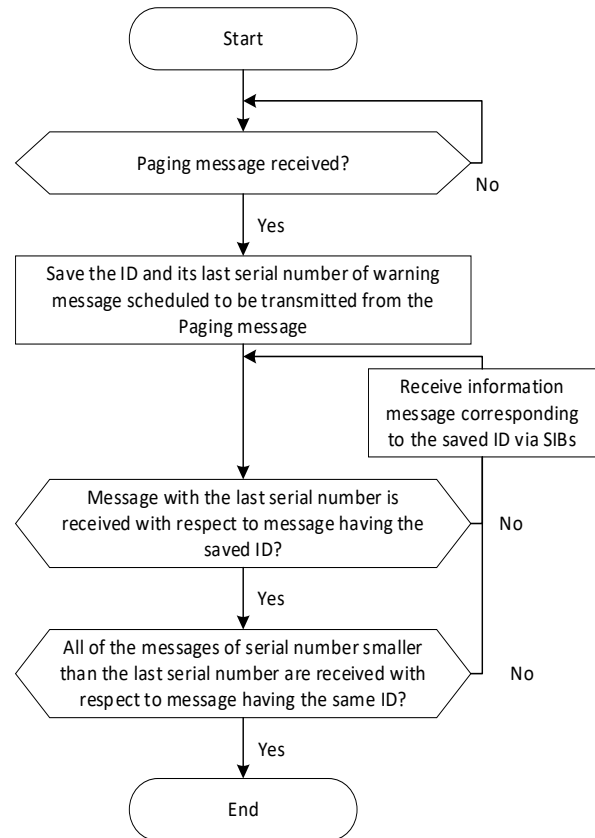 Start
Paging message received?
No
Yes
Save the ID and its last serial number of warning
message scheduled to be transmitted from the
Paging message
Receive information
message corresponding
to the saved ID via SIBs
Message with the last serial number is
received with respect to message having the
saved ID?
No
Yes
All of the messages of serial number smaller
than the last serial number are received with
respect to message having the same ID?
No
Yes
End